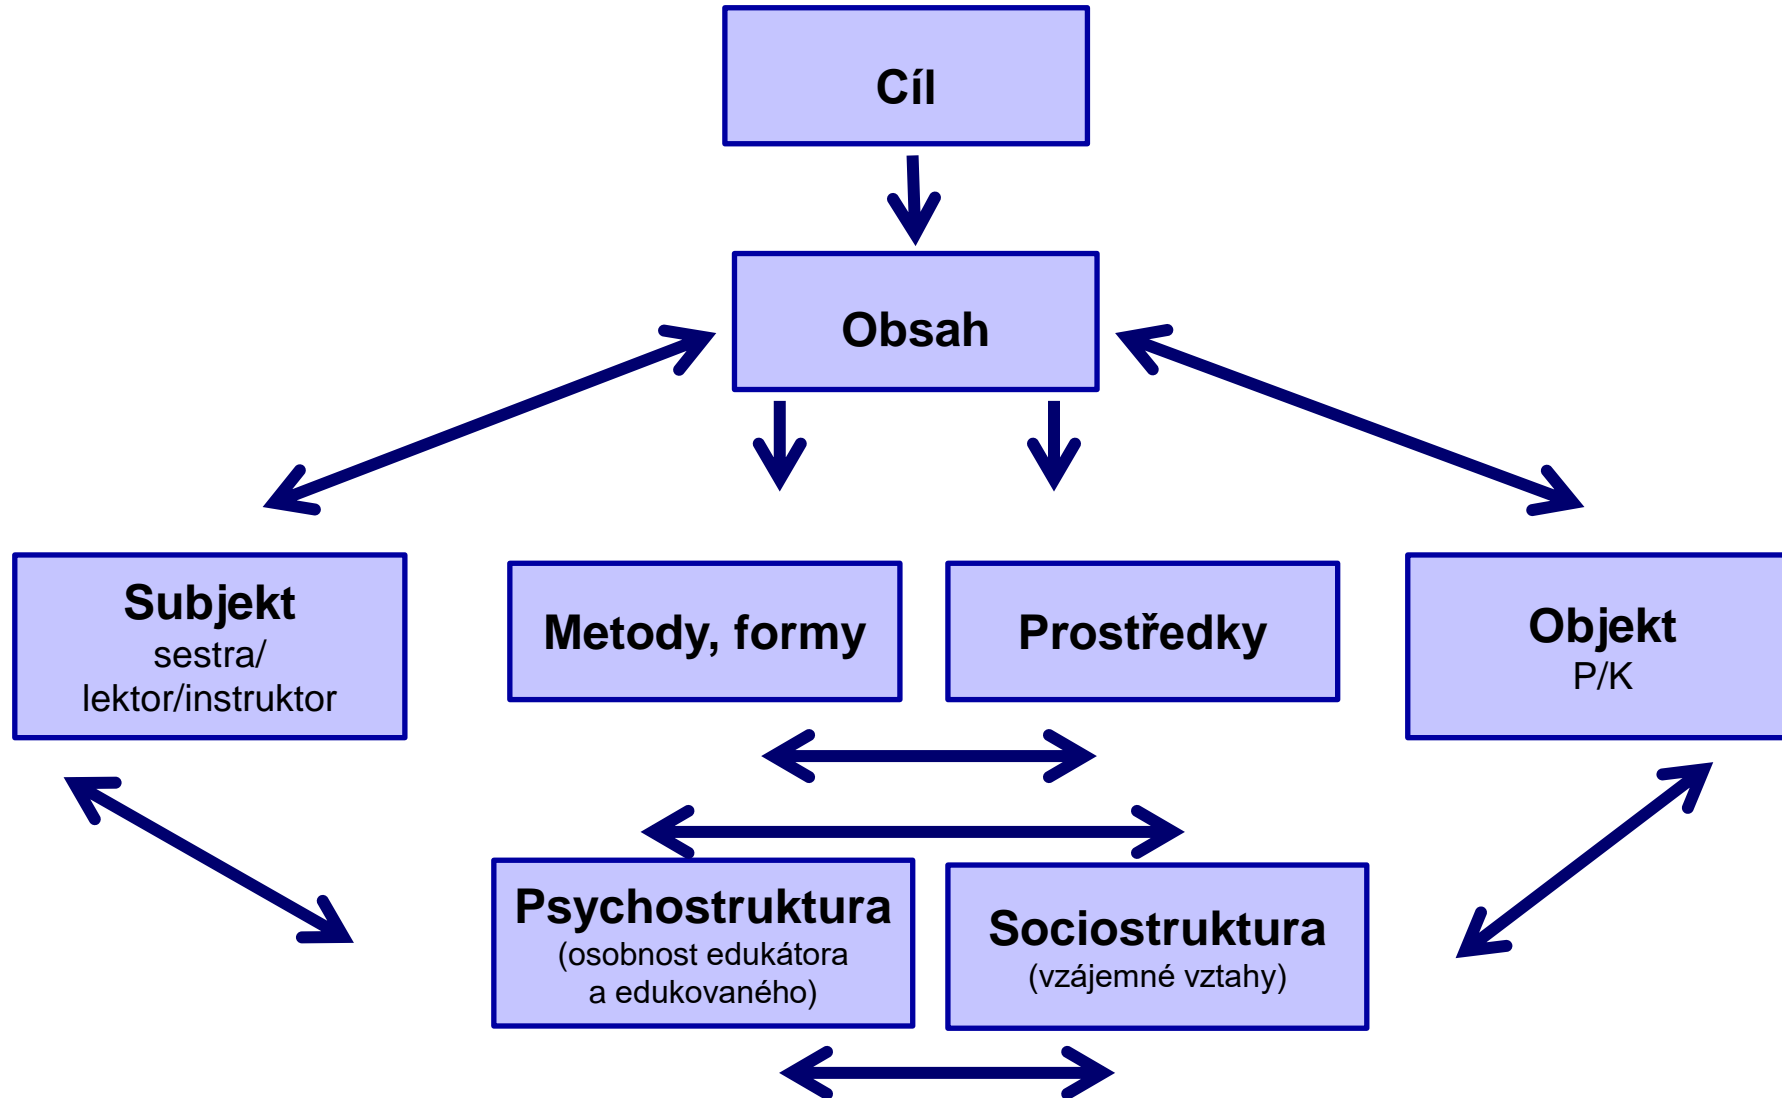 Cíl
Obsah
Subjekt
sestra/
lektor/instruktor
Metody, formy
Prostředky
Objekt
P/K
Psychostruktura
(osobnost edukátora
a edukovaného)
Sociostruktura
(vzájemné vztahy)